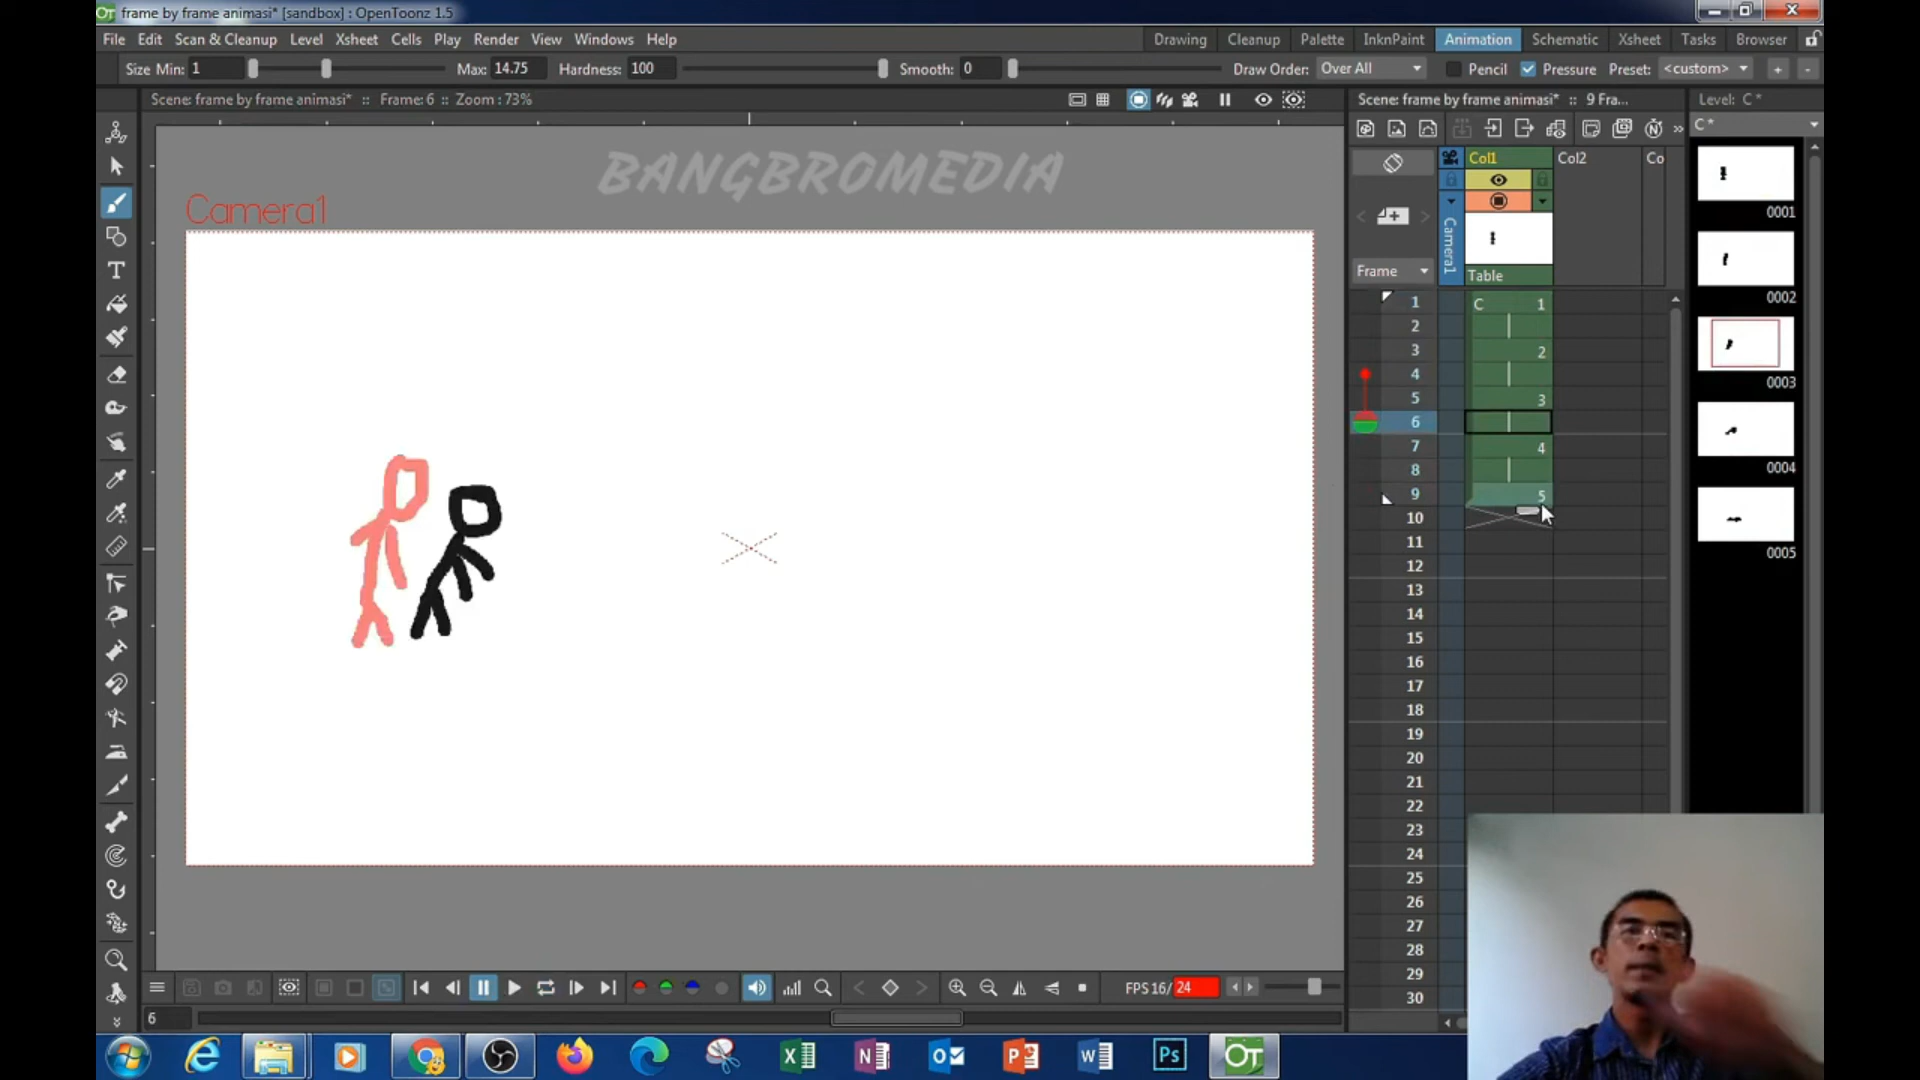 frame by frame animasi* [sandbox] : OpenToonz 1.5
File Edit Scan & Cleanup Level Xsheet Cells Play Render View Windows Help
Drawing Cleanup Palette InknPaint Animation Schematic Xsheet Tasks Browser
Size Min: 1 Max: 14.75 Hardness: 100 Smooth: 0 Draw Order: Over All Pencil Pressure Preset: <custom> + -
Scene: frame by frame animasi* :: Frame: 6 :: Zoom : 73%
Scene: frame by frame animasi* :: 9 Fra...
Level: C *
C *
BANGBROMEDIA
Camera1
Col1 Col2 Co
Camera1
Frame
Table
1 C 1
2
3 2
4
5 3
6
7 4
8
9 5
10
11
12
13
14
15
16
17
18
19
20
21
22
23
24
25
26
27
28
29
30
0001
0002
0003
0004
0005
FPS 16/ 24
6